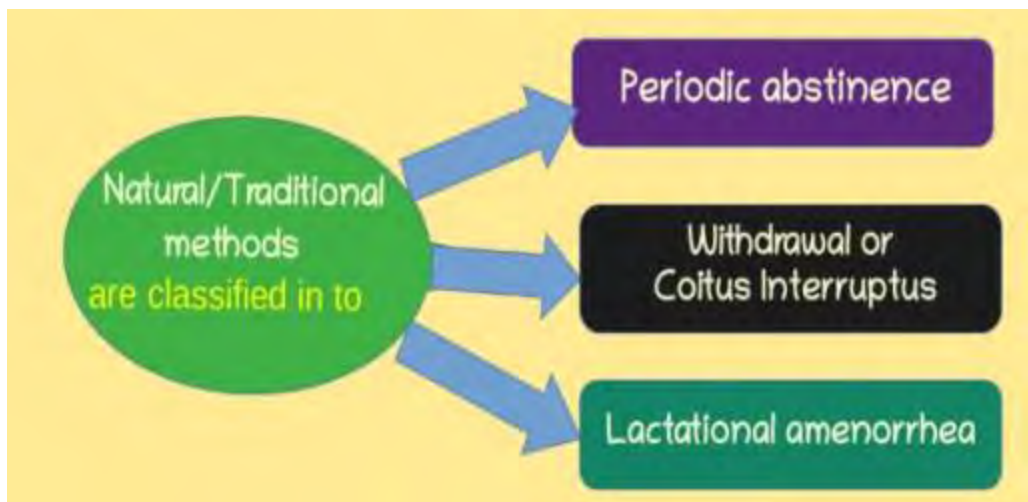 Natural/Traditional
methods
are classified in to
Periodic abstinence
Withdrawal or
Coitus Interruptus
Lactational amenorrhea